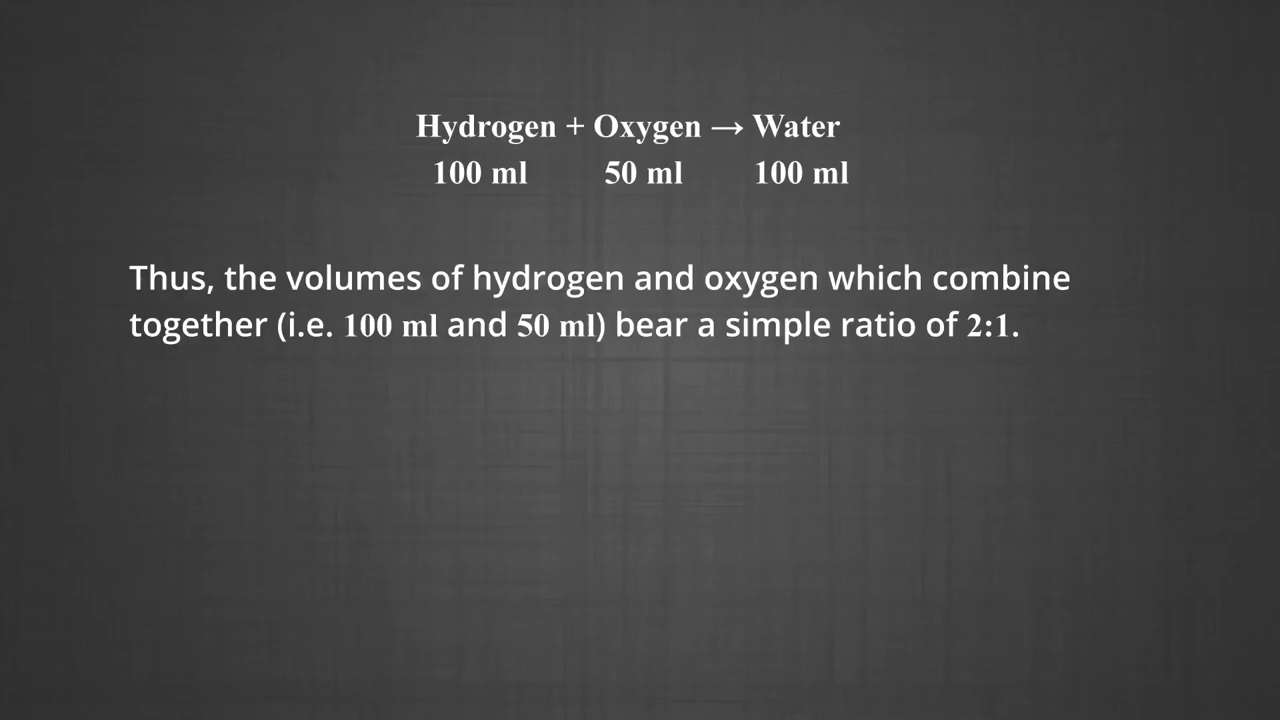 Hydrogen + Oxygen → Water
100 ml 50 ml 100 ml
Thus, the volumes of hydrogen and oxygen which combine
together (i.e. 100 ml and 50 ml) bear a simple ratio of 2:1.